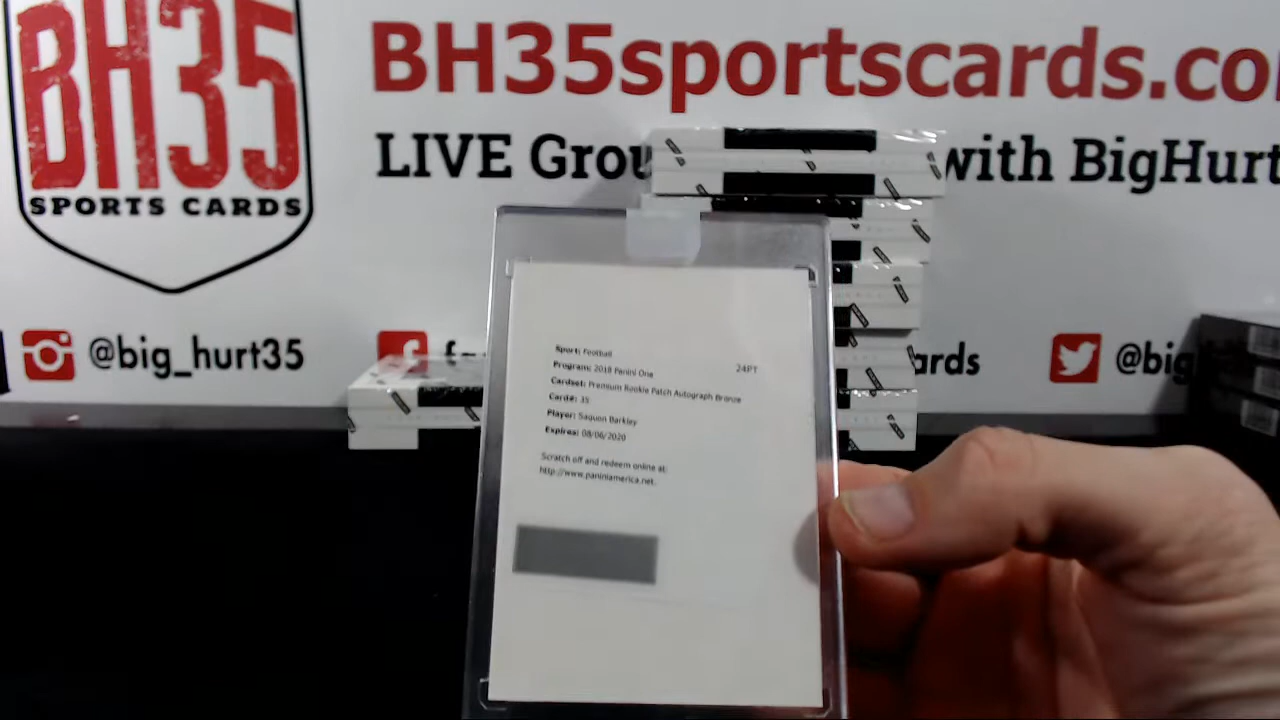 BH35
SPORTS CARDS
BH35sportscards.co
LIVE Grou with BigHurt
@big_hurt35
ards
@big
Sport: Football
Program: 2018 Panini One 24PT
Cardset: Premium Rookie Patch Autograph Bronze
Card#: 35
Player: Saquon Barkley
Expires: 08/06/2020
Scratch off and redeem online at:
http://www.paniniamerica.net.